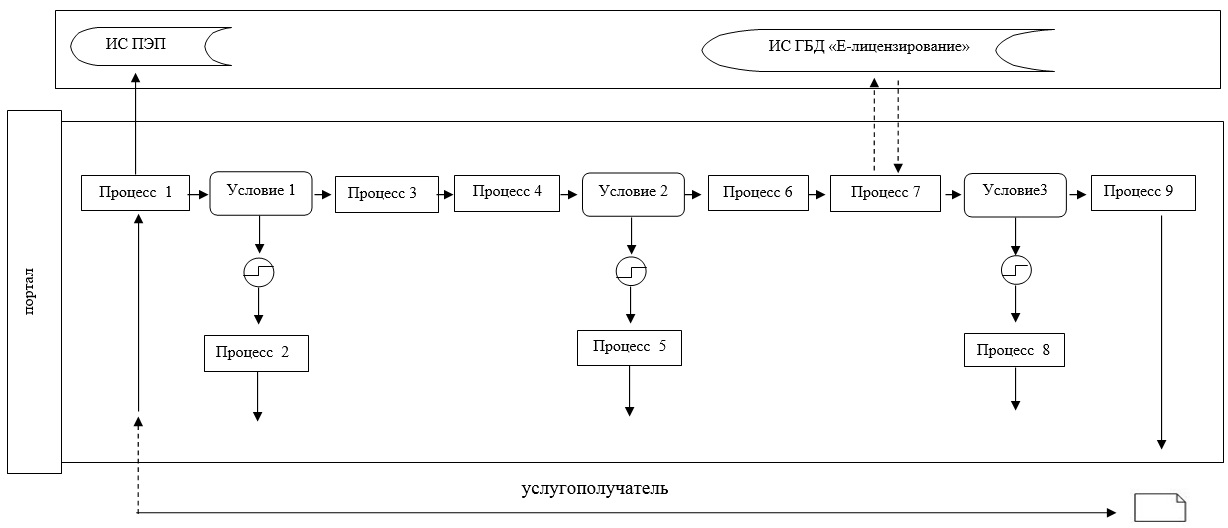 ИС ПЭП
ИС ГБД «Е-лицензирование»
портал
Процесс 1
Условие 1
Процесс 3
Процесс 4
Условие 2
Процесс 6
Процесс 7
Условие3
Процесс 9
Процесс 2
Процесс 5
Процесс 8
услугополучатель